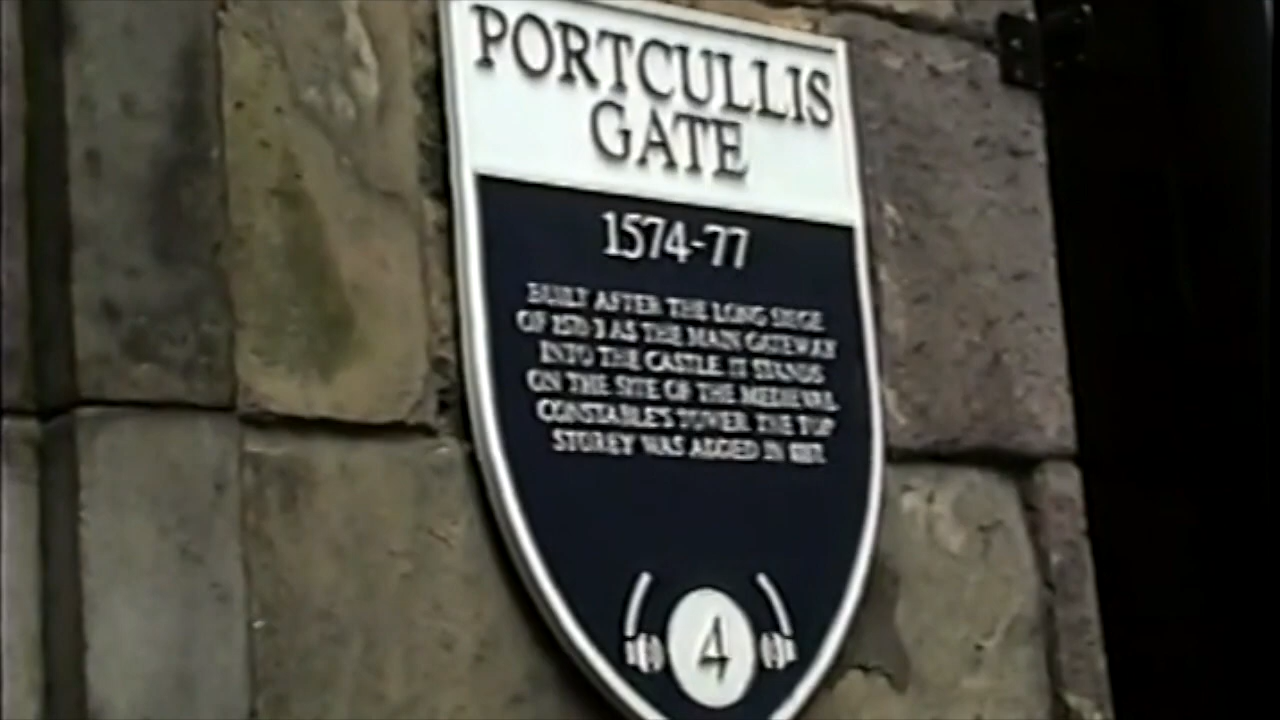 PORTCULLIS
GATE
1574-77
BUILT AFTER THE LONG SIEGE
OF 1571-3 AS THE MAIN GATEWAY
INTO THE CASTLE. IT STANDS
ON THE SITE OF THE MEDIEVAL
CONSTABLE'S TOWER. THE TOP
STOREY WAS ADDED IN
4